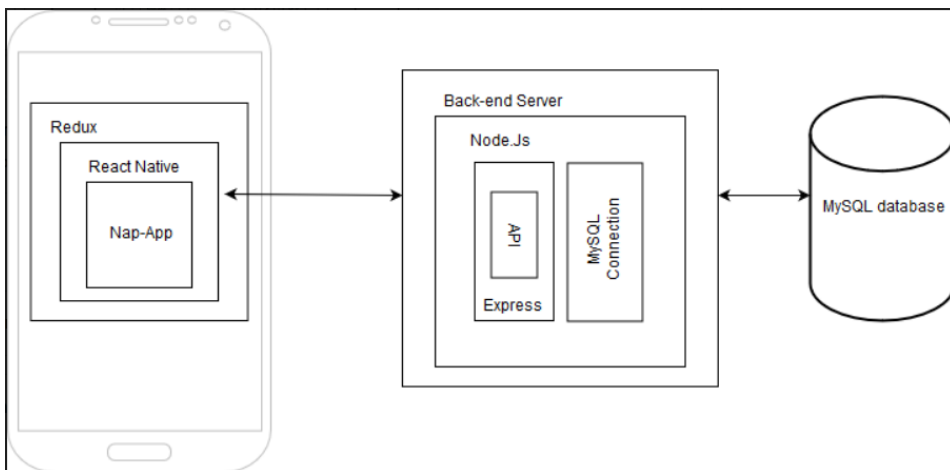 Redux
React Native
Nap-App
Back-end Server
Node.Js
API
Express
MySQL
Connection
MySQL database